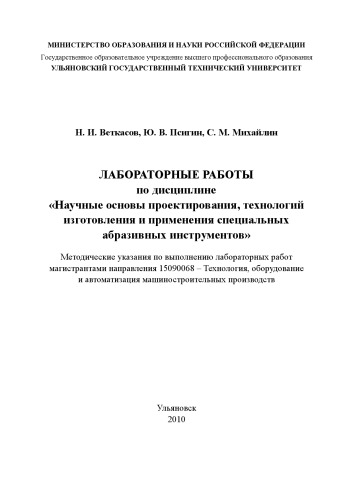 МИНИСТЕРСТВО ОБРАЗОВАНИЯ И НАУКИ РОССИЙСКОЙ ФЕДЕРАЦИИ
Государственное образовательное учреждение высшего профессионального образования
УЛЬЯНОВСКИЙ ГОСУДАРСТВЕННЫЙ ТЕХНИЧЕСКИЙ УНИВЕРСИТЕТ
Н. И. Веткасов, Ю. В. Псигин, С. М. Михайлин
ЛАБОРАТОРНЫЕ РАБОТЫ
по дисциплине
«Научные основы проектирования, технологий
изготовления и применения специальных
абразивных инструментов»
Методические указания по выполнению лабораторных работ
магистрантами направления 15090068 – Технология, оборудование
и автоматизация машиностроительных производств
Ульяновск
2010